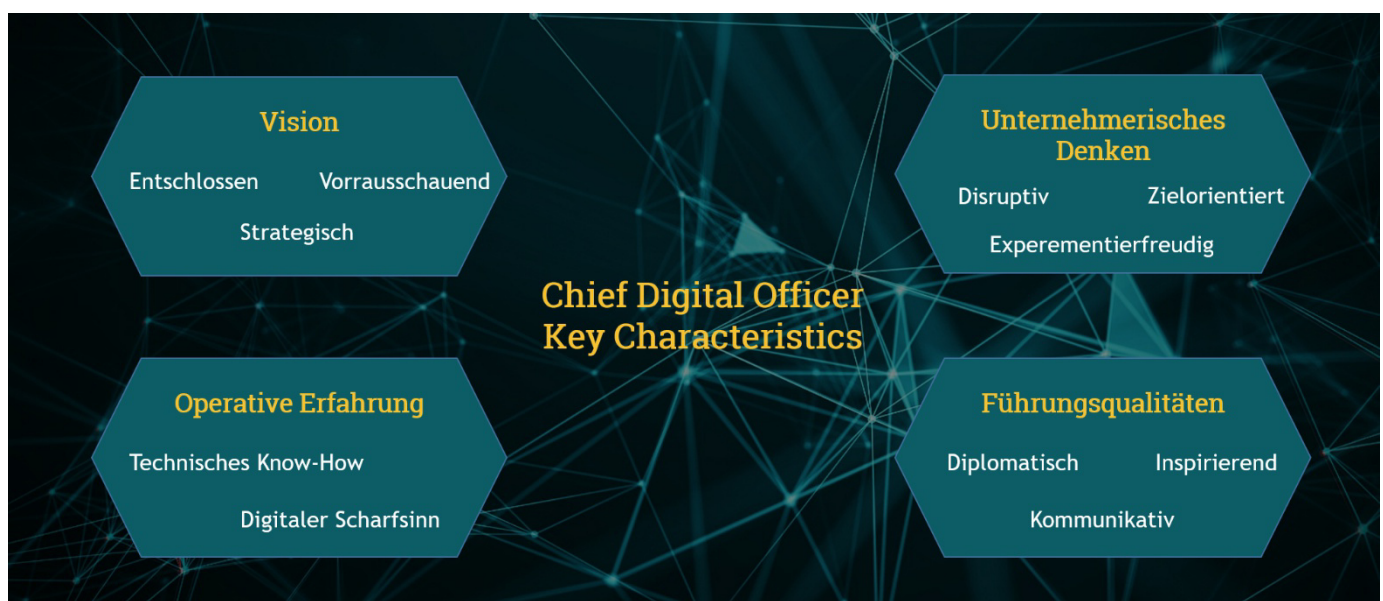 Vision
Entschlossen Vorrausschauend
Strategisch
Unternehmerisches
Denken
Disruptiv Zielorientiert
Experementierfreudig
Chief Digital Officer
Key Characteristics
Operative Erfahrung
Technisches Know-How
Digitaler Scharfsinn
Führungsqualitäten
Diplomatisch Inspirierend
Kommunikativ